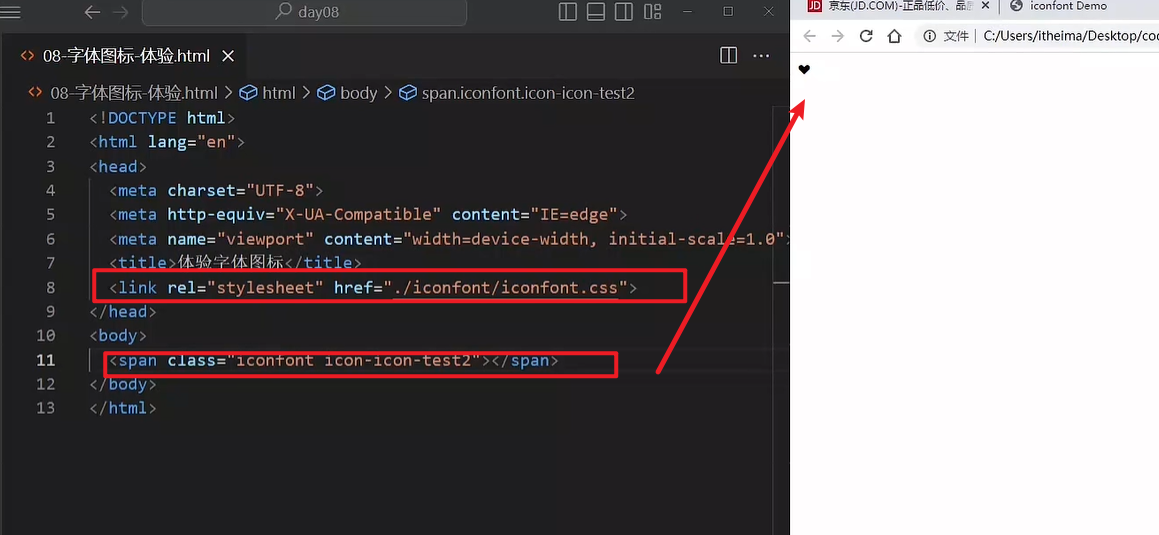 day08
08-字体图标-体验.html
08-字体图标-体验.html > html > body > span.iconfont.icon-icon-test2
1 <!DOCTYPE html>
2 <html lang="en">
3 <head>
4 <meta charset="UTF-8">
5 <meta http-equiv="X-UA-Compatible" content="IE=edge">
6 <meta name="viewport" content="width=device-width, initial-scale=1.0">
7 <title>体验字体图标</title>
8 <link rel="stylesheet" href="./iconfont/iconfont.css">
9 </head>
10 <body>
11 <span class="iconfont icon-icon-test2"></span>
12 </body>
13 </html>
JD 京东(JD.COM)-正品低价、品
iconfont Demo
文件 | C:/Users/itheima/Desktop/co